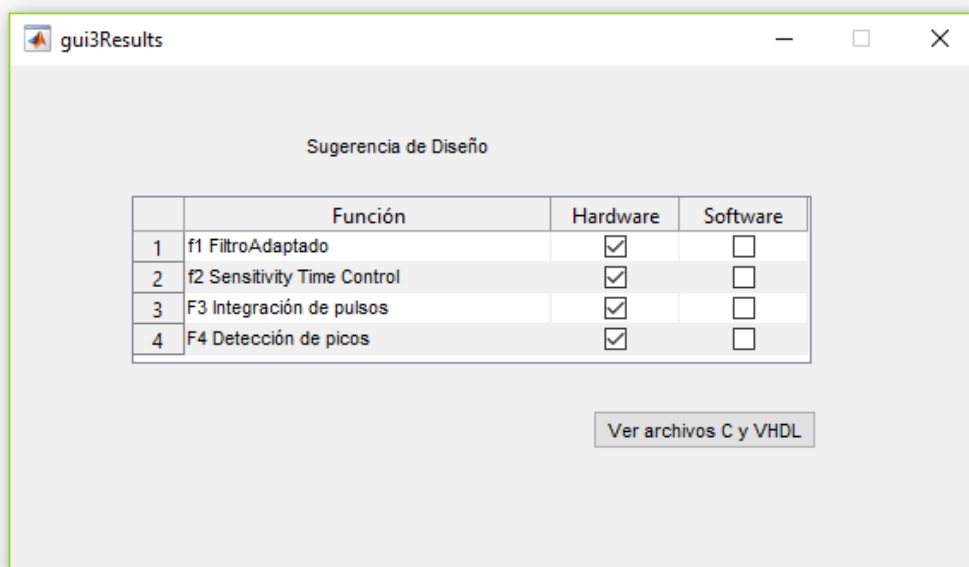 gui3Results
Sugerencia de Diseño
Función Hardware Software
1 f1 FiltroAdaptado
2 f2 Sensitivity Time Control
3 F3 Integración de pulsos
4 F4 Detección de picos
Ver archivos C y VHDL